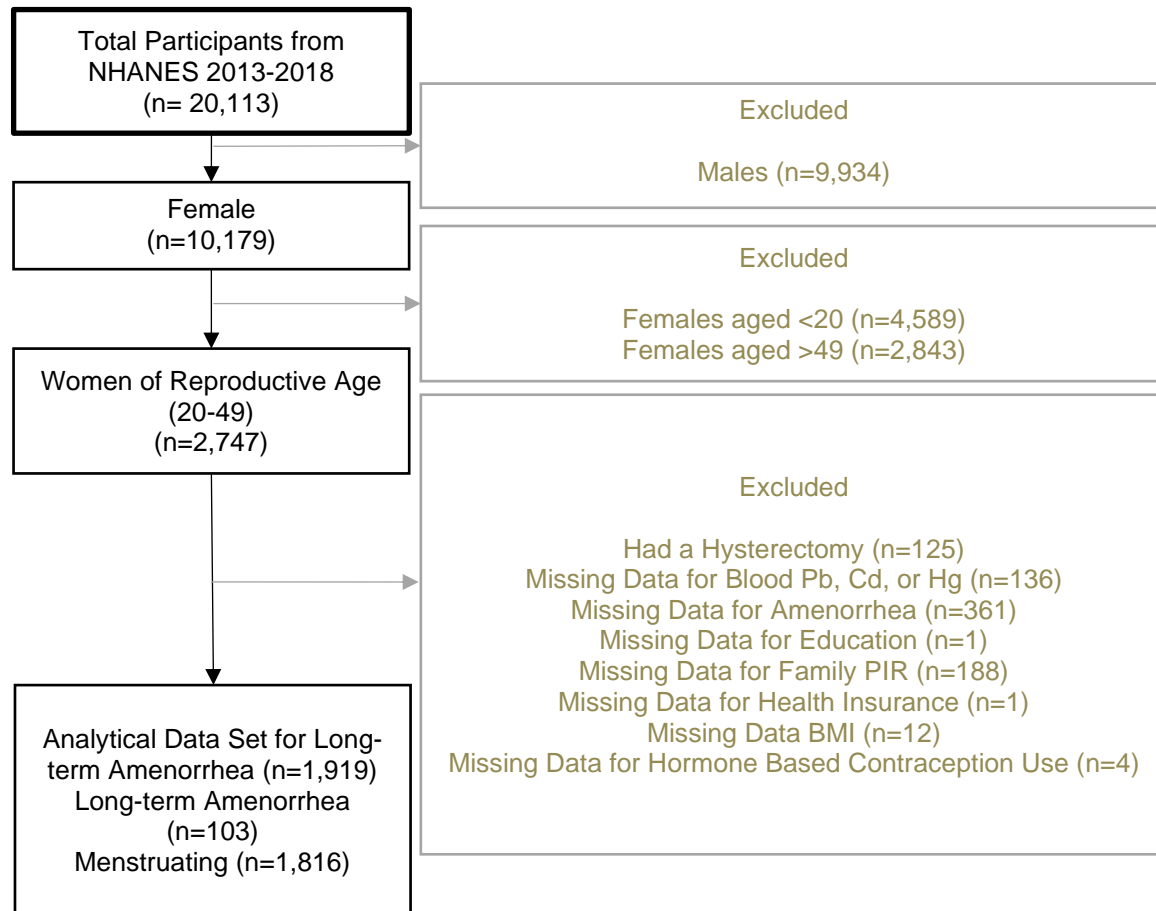 Total Participants from
NHANES 2013-2018
(n= 20,113)
Excluded
Males (n=9,934)
Female
(n=10,179)
Excluded
Females aged <20 (n=4,589)
Females aged >49 (n=2,843)
Women of Reproductive Age
(20-49)
(n=2,747)
Excluded
Had a Hysterectomy (n=125)
Missing Data for Blood Pb, Cd, or Hg (n=136)
Missing Data for Amenorrhea (n=361)
Missing Data for Education (n=1)
Missing Data for Family PIR (n=188)
Missing Data for Health Insurance (n=1)
Missing Data BMI (n=12)
Missing Data for Hormone Based Contraception Use (n=4)
Analytical Data Set for Long-
term Amenorrhea (n=1,919)
Long-term Amenorrhea
(n=103)
Menstruating (n=1,816)